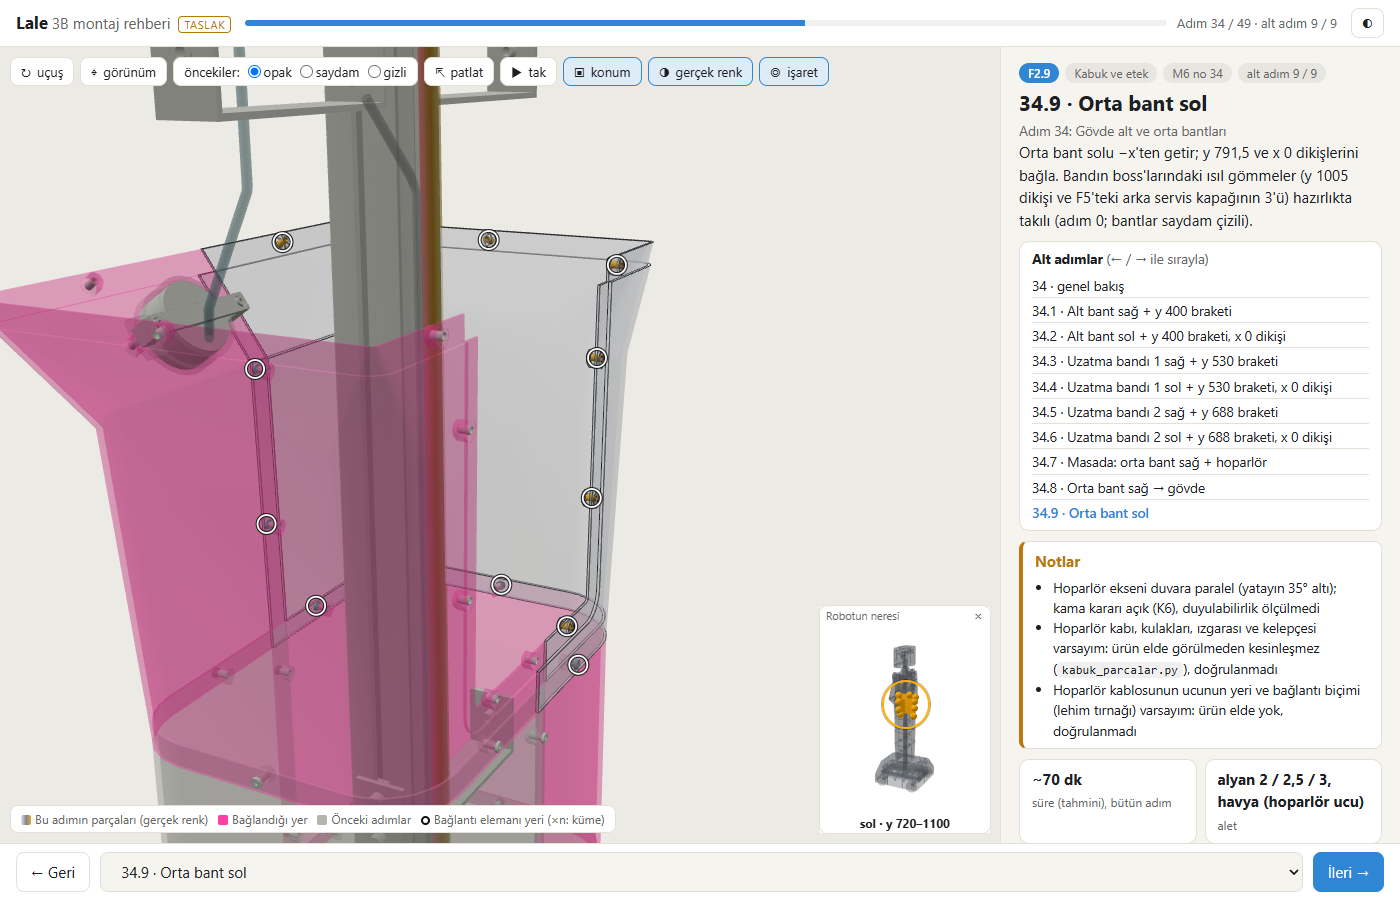 Lale 3B montaj rehberi TASLAK
Adım 34 / 49 · alt adım 9 / 9
↻ uçuş
⌖ görünüm
öncekiler: opak saydam gizli
⇱ patlat
▶ tak
▣ konum
◑ gerçek renk
◎ işaret
F2.9 Kabuk ve etek M6 no 34 alt adım 9 / 9
34.9 · Orta bant sol
Adım 34: Gövde alt ve orta bantları
Orta bant solu −x'ten getir; y 791,5 ve x 0 dikişlerini
bağla. Bandın boss'larındaki ısıl gömmeler (y 1005
dikişi ve F5'teki arka servis kapağının 3'ü) hazırlıkta
takılı (adım 0; bantlar saydam çizili).
Alt adımlar (← / → ile sırayla)
34 · genel bakış
34.1 · Alt bant sağ + y 400 braketi
34.2 · Alt bant sol + y 400 braketi, x 0 dikişi
34.3 · Uzatma bandı 1 sağ + y 530 braketi
34.4 · Uzatma bandı 1 sol + y 530 braketi, x 0 dikişi
34.5 · Uzatma bandı 2 sağ + y 688 braketi
34.6 · Uzatma bandı 2 sol + y 688 braketi, x 0 dikişi
34.7 · Masada: orta bant sağ + hoparlör
34.8 · Orta bant sağ → gövde
34.9 · Orta bant sol
Notlar
• Hoparlör ekseni duvara paralel (yatayın 35° altı);
kama kararı açık (K6), duyulabilirlik ölçülmedi
• Hoparlör kabı, kulakları, ızgarası ve kelepçesi
varsayım: ürün elde görülmeden kesinleşmez
(kabuk_parcalar.py), doğrulanmadı
• Hoparlör kablosunun ucunun yeri ve bağlantı biçimi
(lehim tırnağı) varsayım: ürün elde yok,
doğrulanmadı
~70 dk
süre (tahmini), bütün adım
alyan 2 / 2,5 / 3,
havya (hoparlör ucu)
alet
Robotun neresi ×
sol · y 720–1100
Bu adımın parçaları (gerçek renk) Bağlandığı yer Önceki adımlar Bağlantı elemanı yeri (×n: küme)
← Geri
34.9 · Orta bant sol
İleri →